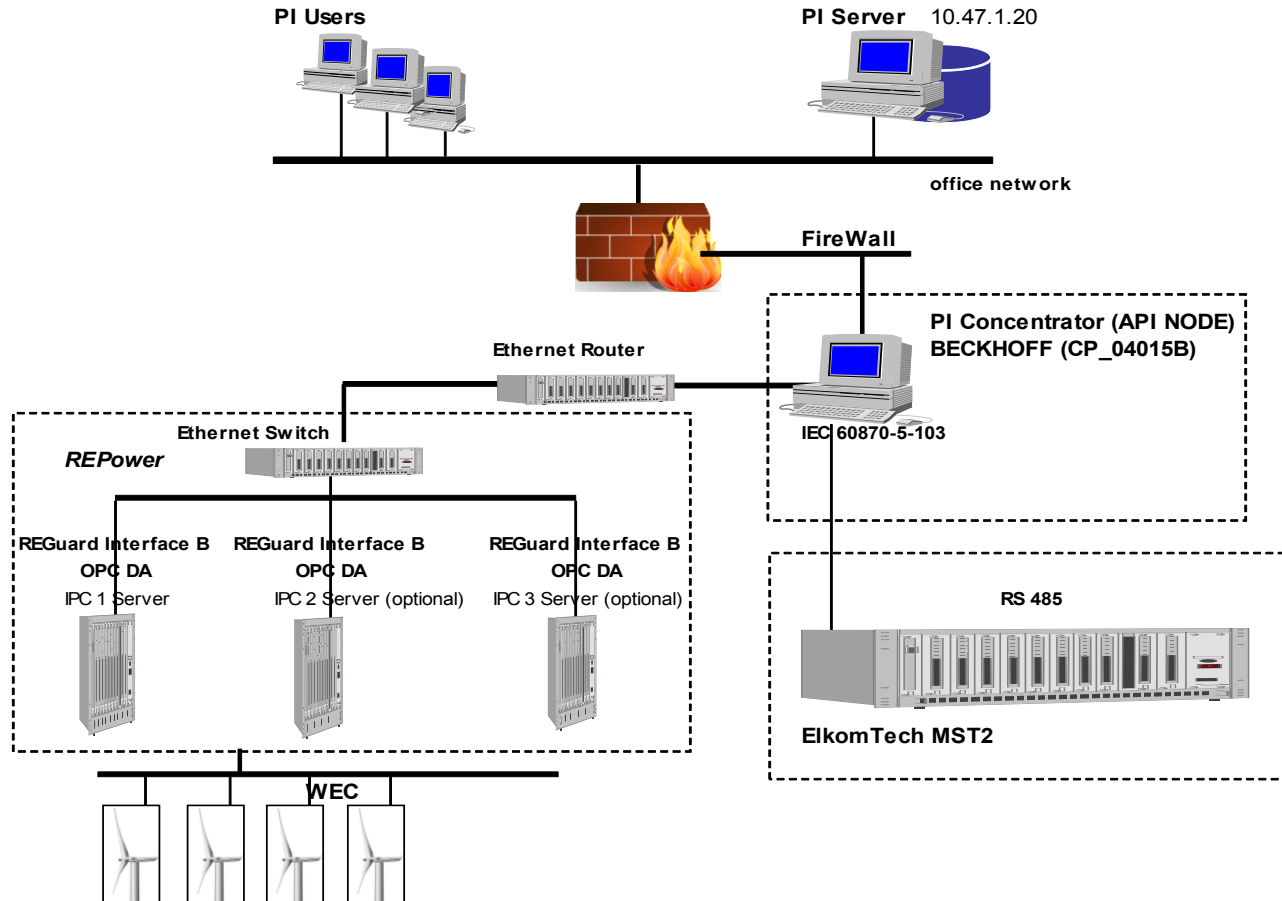 PI Users
PI Server 10.47.1.20
office network
FireWall
PI Concentrator (API NODE)
BECKHOFF (CP_04015B)
Ethernet Router
IEC 60870-5-103
Ethernet Switch
REPower
REGuard Interface B
OPC DA
IPC 1 Server
REGuard Interface B
OPC DA
IPC 2 Server (optional)
REGuard Interface B
OPC DA
IPC 3 Server (optional)
RS 485
ElkomTech MST2
WEC